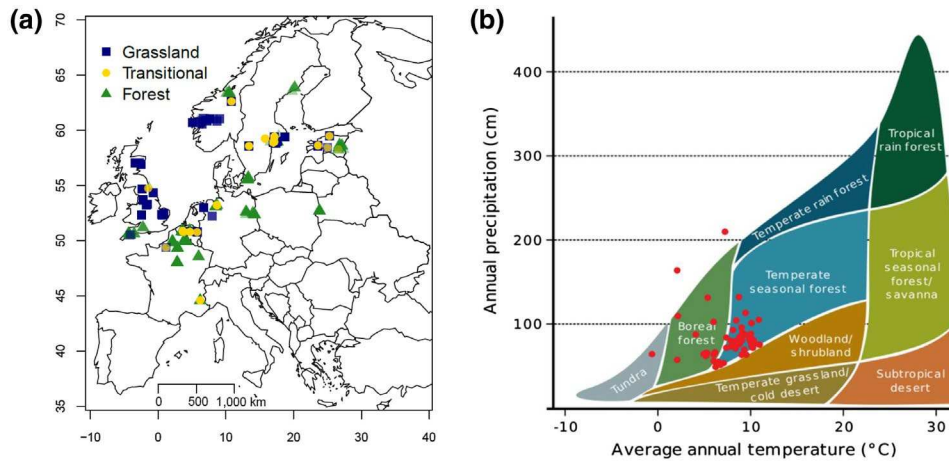 (a)
Grassland
Transitional
Forest
70
65
60
55
50
45
40
35
0 500 1,000 km
−10 0 10 20 30 40
(b)
Annual precipitation (cm)
400
300
200
100
Tropical
rain forest
Temperate rain forest
Temperate
seasonal forest
Tropical
seasonal
forest/
savanna
Boreal
forest
Woodland/
shrubland
Tundra
Temperate grassland/
cold desert
Subtropical
desert
-10 0 10 20 30
Average annual temperature (°C)